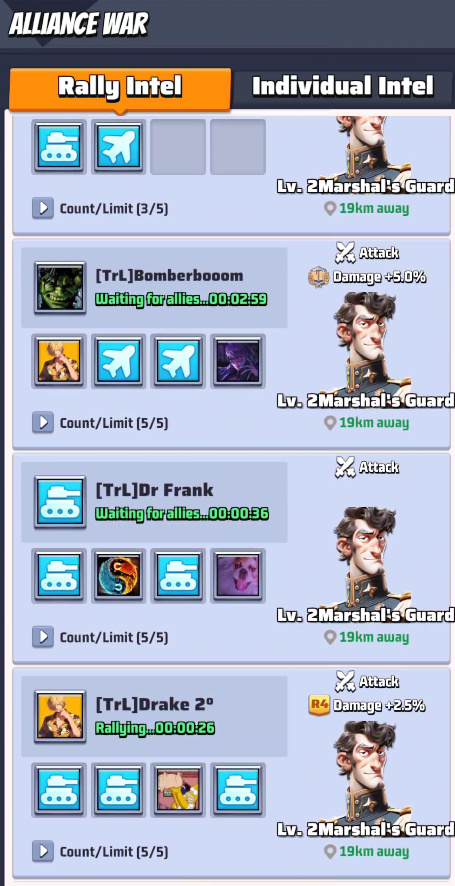 ALLIANCE WAR
Rally Intel
Individual Intel
Lv. 2Marshal's Guard
Count/Limit (3/5)
19km away
[TrL]Bomberbooom
Waiting for allies...00:02:59
Attack
Damage +5.0%
Lv. 2Marshal's Guard
Count/Limit (5/5)
19km away
[TrL]Dr Frank
Waiting for allies...00:00:36
Attack
Lv. 2Marshal's Guard
Count/Limit (5/5)
19km away
[TrL]Drake 2º
Rallying...00:00:26
Attack
R4 Damage +2.5%
Lv. 2Marshal's Guard
Count/Limit (5/5)
19km away